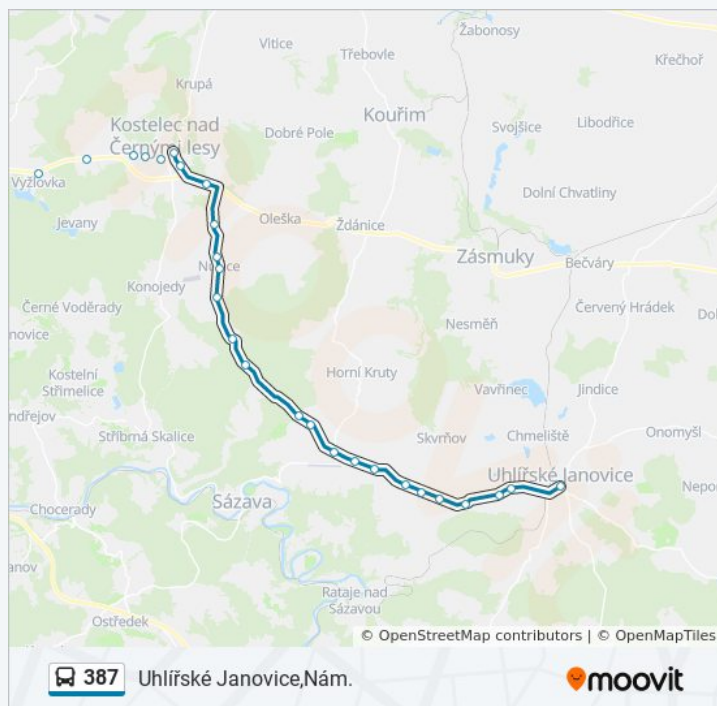 Žabonosy
Vitice
Třebovle
Křečhoř
Krupá
Kouřim
Kostelec nad
Černými lesy
Dobré Pole
Svojšice
Libodřice
Vyžlovka
Jevany
Oleška
Ždánice
Dolní Chvatliny
Zásmuky
Bečváry
Konojedy
Černé Voděrady
Nesměň
Červený Hrádek
Kostelní
Střimelice
Horní Kruty
Vavřinec
Jindice
ndřejov
Stříbrná Skalice
Skvrňov
Chmeliště
Onomyšl
Uhlířské Janovice
Sázava
Chocerady
Rataje nad
Sázavou
Ostředek
© OpenStreetMap contributors | © OpenMapTiles
387 Uhlířské Janovice,Nám.
moovit